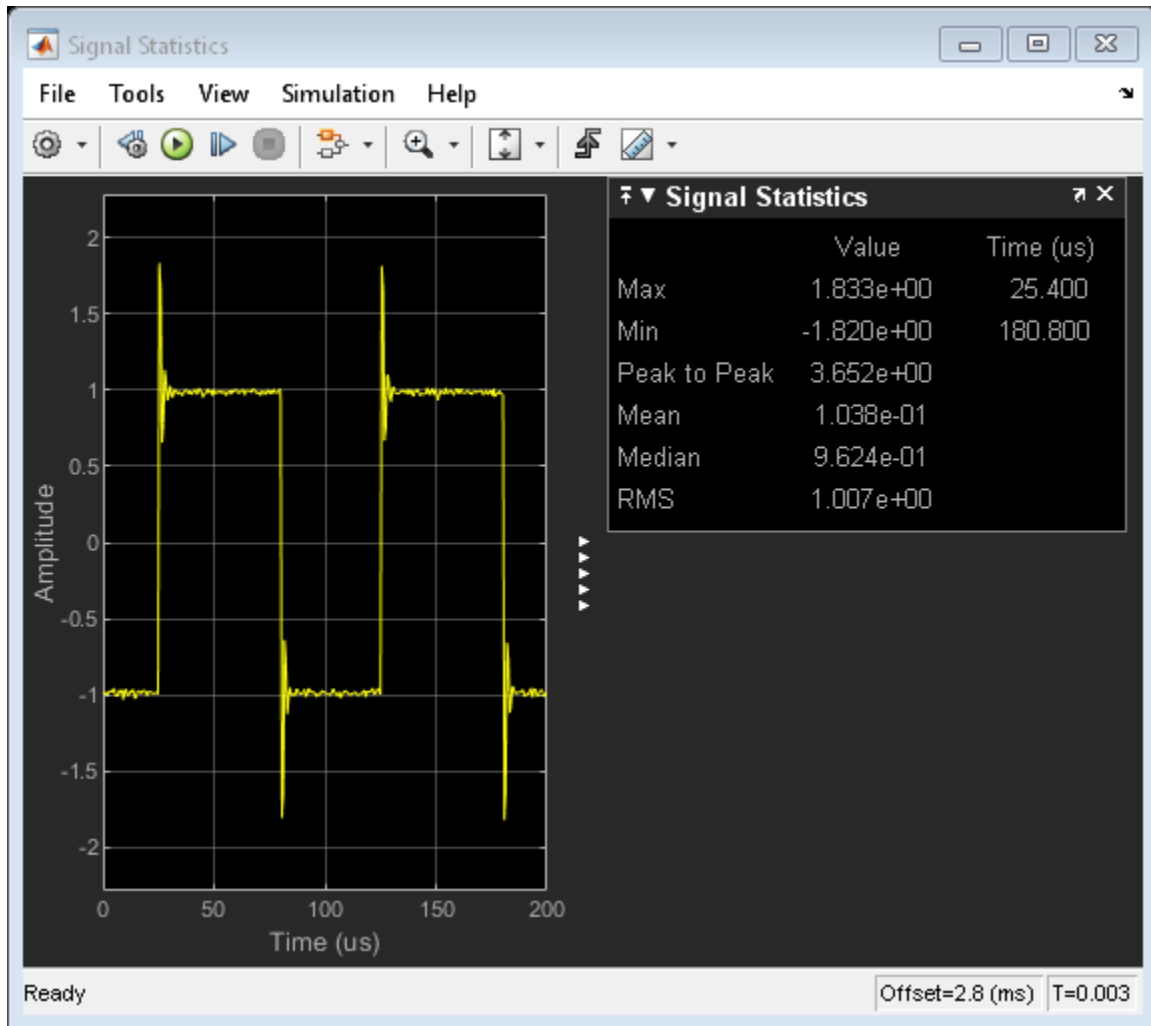 Signal Statistics
File Tools View Simulation Help
Signal Statistics
Value Time (us)
Max 1.833e+00 25.400
Min -1.820e+00 180.800
Peak to Peak 3.652e+00
Mean 1.038e-01
Median 9.624e-01
RMS 1.007e+00
2
1.5
1
0.5
0
-0.5
-1
-1.5
-2
Amplitude
0 50 100 150 200
Time (us)
Ready Offset=2.8 (ms) T=0.003